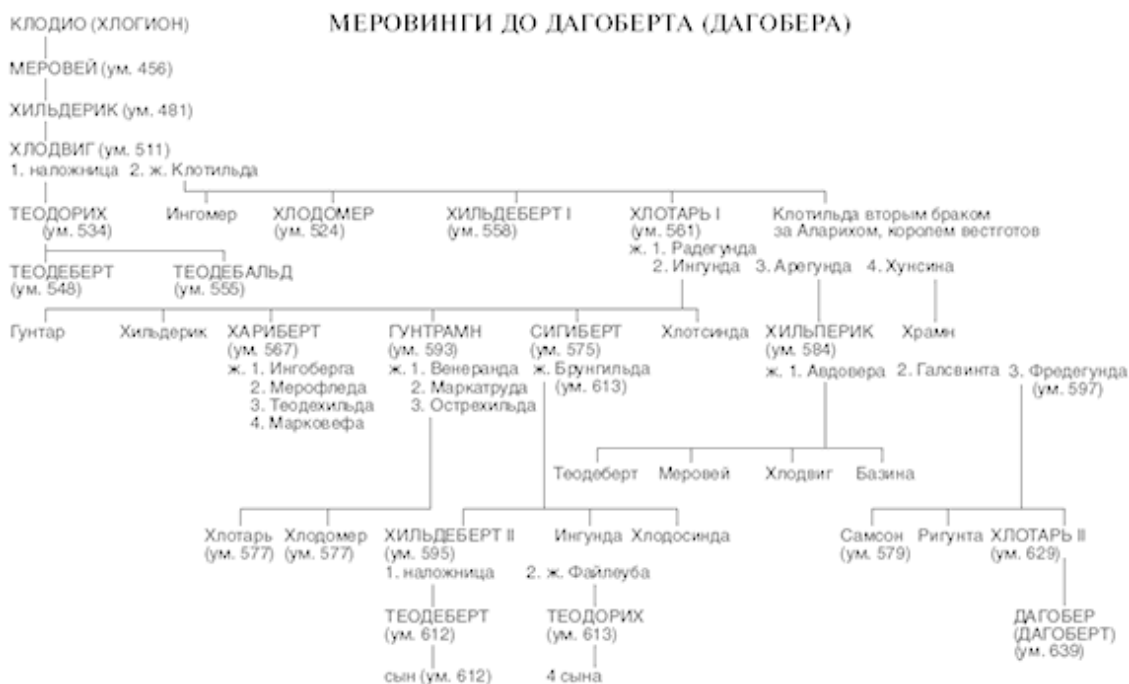 МЕРОВИНГИ ДО ДАГОБЕРТА (ДАГОБЕРА)
КЛОДИО (ХЛОГИОН)
МЕРОВЕЙ (ум. 456)
ХИЛЬДЕРИК (ум. 481)
ХЛОДВИГ (ум. 511)
1. наложница 2. ж. Клотильда
ТЕОДОРИХ Ингомер ХЛОДОМЕР ХИЛЬДЕБЕРТ I ХЛОТАРЬ I Клотильда вторым браком
(ум. 534) (ум. 524) (ум. 558) (ум. 561) за Аларихом, королем вестготов
ж. 1. Радегунда
ТЕОДЕБЕРТ ТЕОДЕБАЛЬД 2. Ингунда 3. Арегунда 4. Хунсина
(ум. 548) (ум. 555)
Гунтар Хильдерик ХАРИБЕРТ ГУНТРАМН СИГИБЕРТ Хлотсинда ХИЛЬПЕРИК Храмн
(ум. 567) (ум. 593) (ум. 575) (ум. 584)
ж. 1. Ингоберга ж. 1. Венеранда ж. Брунгильда ж. 1. Авдовера 2. Галсвинта 3. Фредегунда
2. Мерофледа 2. Маркатруда (ум. 613) (ум. 597)
3. Теодехильда 3. Острехильда
4. Марковефа
Теодеберт Меровей Хлодвиг Базина
Хлотарь Хлодомер ХИЛЬДЕБЕРТ II Ингунда Хлодосинда Самсон Ригунта ХЛОТАРЬ II
(ум. 577) (ум. 577) (ум. 595) (ум. 579) (ум. 629)
1. наложница 2. ж. Файлеуба
ТЕОДЕБЕРТ ТЕОДОРИХ ДАГОБЕР
(ум. 612) (ум. 613) (ДАГОБЕРТ)
(ум. 639)
сын (ум. 612) 4 сына